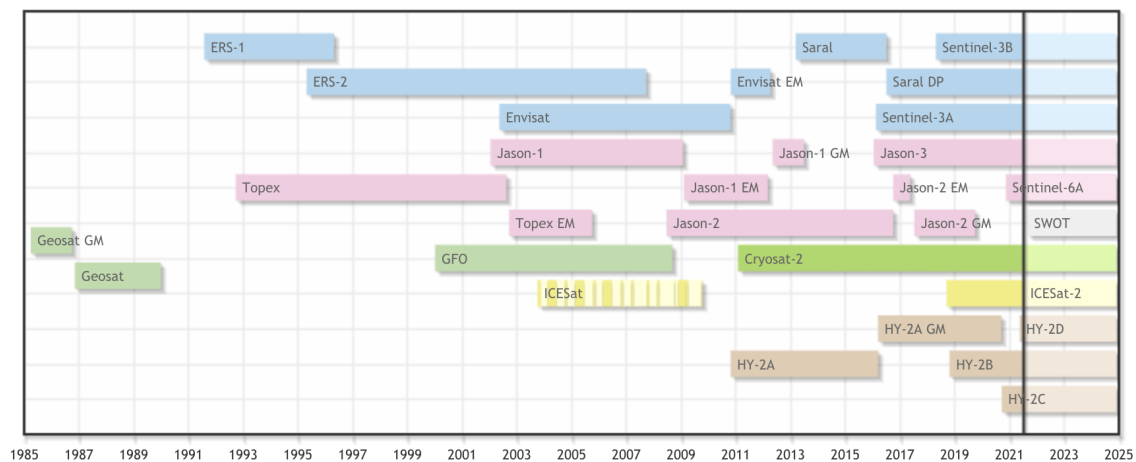 ERS-1 Saral Sentinel-3B
ERS-2 Envisat EM Saral DP
Envisat Sentinel-3A
Jason-1 Jason-1 GM Jason-3
Topex Jason-1 EM Jason-2 EM Sentinel-6A
Topex EM Jason-2 Jason-2 GM SWOT
Geosat GM
GFO Cryosat-2
Geosat
ICESat ICESat-2
HY-2A GM HY-2D
HY-2A HY-2B
HY-2C
1985 1987 1989 1991 1993 1995 1997 1999 2001 2003 2005 2007 2009 2011 2013 2015 2017 2019 2021 2023 2025